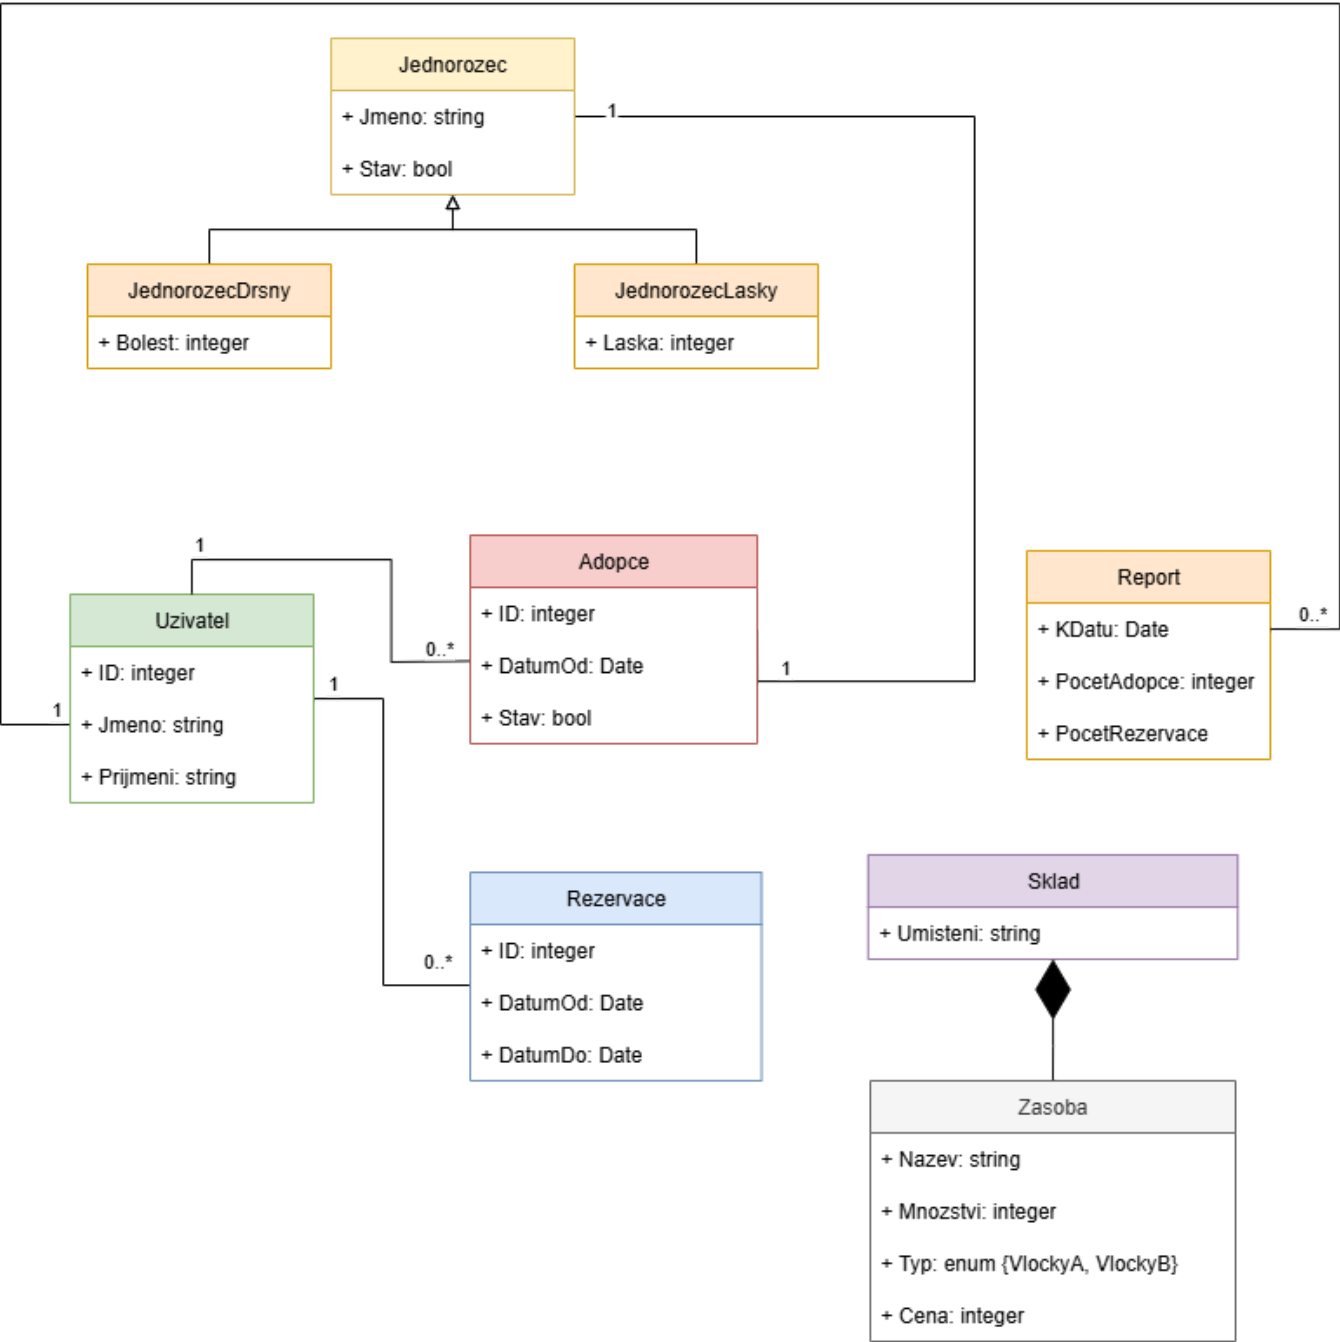 Jednorozec
+ Jmeno: string
+ Stav: bool
1
JednorozecDrsny
+ Bolest: integer
JednorozecLasky
+ Laska: integer
1
0..*
Adopce
+ ID: integer
+ DatumOd: Date
+ Stav: bool
1
Report
+ KDatu: Date
+ PocetAdopce: integer
+ PocetRezervace
0..*
Uzivatel
+ ID: integer
+ Jmeno: string
+ Prijmeni: string
1
1
0..*
Rezervace
+ ID: integer
+ DatumOd: Date
+ DatumDo: Date
Sklad
+ Umisteni: string
Zasoba
+ Nazev: string
+ Mnozstvi: integer
+ Typ: enum {VlockyA, VlockyB}
+ Cena: integer